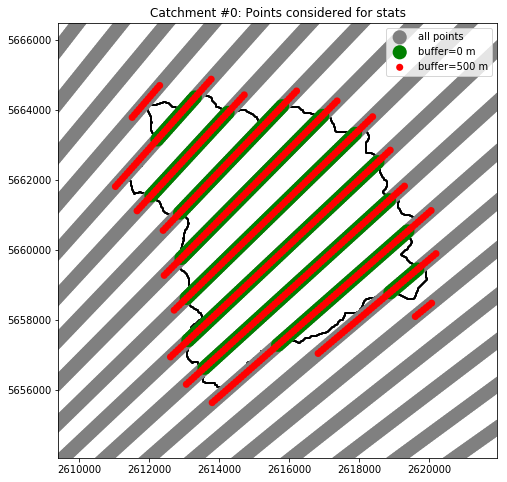 Catchment #0: Points considered for stats
all points
buffer=0 m
buffer=500 m
5666000
5664000
5662000
5660000
5658000
5656000
2610000 2612000 2614000 2616000 2618000 2620000